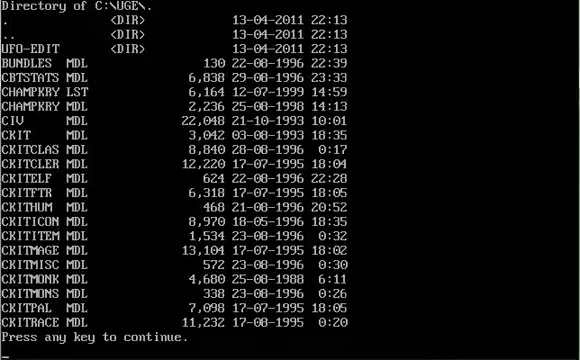 Directory of C:\UGE\.
. <DIR> 13-04-2011 22:13
.. <DIR> 13-04-2011 22:13
UFO-EDIT <DIR> 13-04-2011 22:13
BUNDLES MDL 130 22-08-1996 22:39
CBTSTATS MDL 6,838 29-08-1996 23:33
CHAMPKRY LST 6,164 12-07-1999 14:59
CHAMPKRY MDL 2,236 25-08-1998 14:13
CIV MDL 22,048 21-10-1993 10:01
CKIT MDL 3,042 03-08-1993 18:35
CKITCLAS MDL 8,840 28-08-1996 0:17
CKITCLER MDL 12,220 17-07-1995 18:04
CKITELF MDL 624 22-08-1996 22:28
CKITFTR MDL 6,318 17-07-1995 18:05
CKITHUM MDL 468 21-08-1996 20:52
CKITICON MDL 8,970 18-05-1996 18:35
CKITITEM MDL 1,534 23-08-1996 0:32
CKITMAGE MDL 13,104 17-07-1995 18:02
CKITMISC MDL 572 23-08-1996 0:30
CKITMONK MDL 4,680 25-08-1988 6:11
CKITMONS MDL 338 23-08-1996 0:26
CKITPAL MDL 7,098 17-07-1995 18:05
CKITRACE MDL 11,232 17-08-1995 0:20
Press any key to continue.